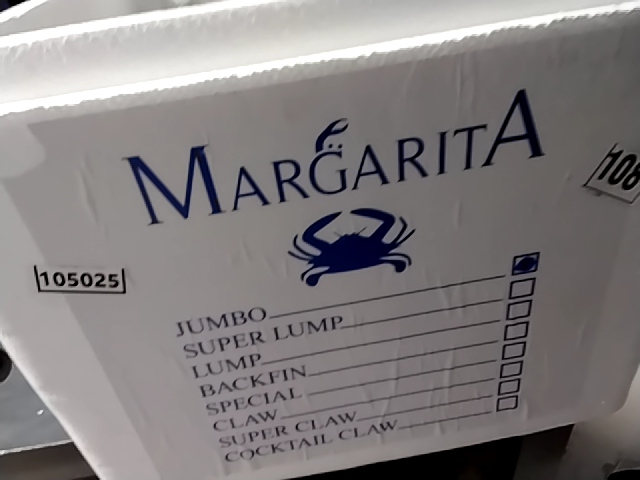 MARGARITA
108
105025
JUMBO
SUPER LUMP
LUMP
BACKFIN
SPECIAL
CLAW
SUPER CLAW
COCKTAIL CLAW